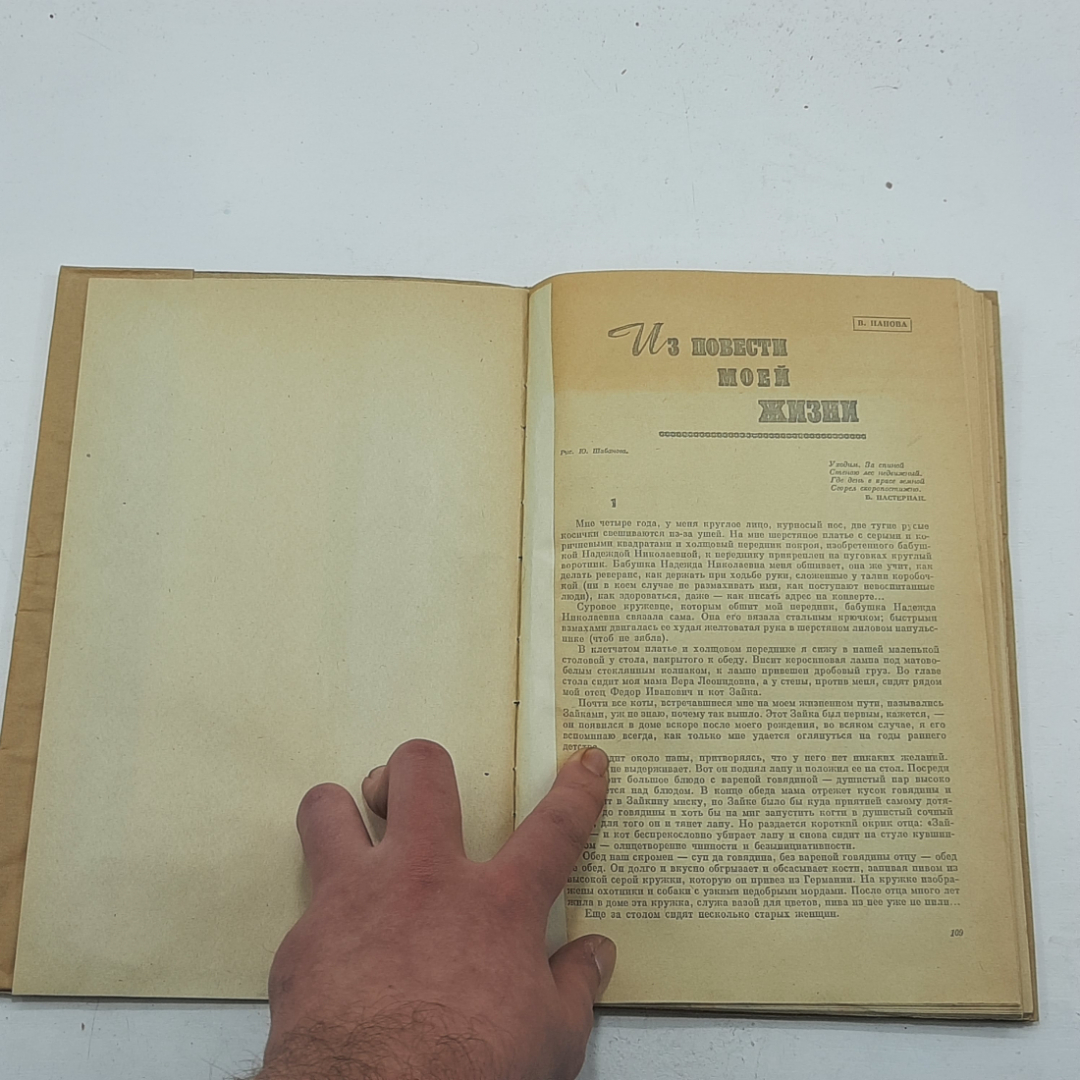 В. ПАНОВА
Из ПОВЕСТИ
МОЕЙ
ЖИЗНИ
Рис. Ю. Шабанова.
Уходит. За спиной
Стеною лес недвижный,
Где день в красе земной
Сгорел скоропостижно.
Б. ПАСТЕРНАК.
1
Мне четыре года, у меня круглое лицо, курносый нос, две тугие русые
косички свешиваются из-за ушей. На мне шерстяное платье с серыми и ко-
ричневыми квадратами и холщовый передник покроя, изобретенного бабуш-
кой Надеждой Николаевной, к переднику прикреплен на пуговках круглый
воротник. Бабушка Надежда Николаевна меня обшивает, она же учит, как
делать реверанс, как держать при ходьбе руки, сложенные у талии коробоч-
кой (ни в коем случае не размахивать ими, как поступают невоспитанные
люди), как здороваться, даже — как писать адрес на конверте...
Суровое кружевце, которым обшит мой передник, бабушка Надежда
Николаевна связала сама. Она его вязала стальным крючком; быстрыми
взмахами двигалась ее худая желтоватая рука в шерстяном лиловом напульс-
нике (чтоб не зябла).
В клетчатом платье и холщовом переднике я сижу в нашей маленькой
столовой у стола, накрытого к обеду. Висит керосиновая лампа под матово-
белым стеклянным колпаком, к лампе привешен дробовый груз. Во главе
стола сидит моя мама Вера Леонидовна, а у стены, против меня, сидят рядом
мой отец Федор Иванович и кот Зайка.
Почти все коты, встречавшиеся мне на моем жизненном пути, назывались
Зайками, уж не знаю, почему так вышло. Этот Зайка был первым, кажется, —
он появился в доме вскоре после моего рождения, во всяком случае, я его
вспоминаю всегда, как только мне удается оглянуться на годы раннего
детства.
дит около папы, притворяясь, что у него нет никаких желаний.
не выдерживает. Вот он поднял лапу и положил ее на стол. Посреди
ит большое блюдо с вареной говядиной — душистый пар высоко
ется над блюдом. В конце обеда мама отрежет кусок говядины и
т в Зайкину миску, но Зайке было бы куда приятней самому дотя-
до говядины и хоть бы на миг запустить когти в душистый сочный
для того он и тянет лапу. Но раздается короткий окрик отца: «Зай-
— и кот беспрекословно убирает лапу и снова сидит на стуле кувшин-
ом — олицетворение чинности и безынициативности.
Обед наш скромен — суп да говядина, без вареной говядины отцу — обед
обед. Он долго и вкусно обгрызает и обсасывает кости, запивая пивом из
высокой серой кружки, которую он привез из Германии. На кружке изобра-
жены охотники и собаки с узкими недобрыми мордами. После отца много лет
жила в доме эта кружка, служа вазой для цветов, пива из нее уже не пили...
Еще за столом сидят несколько старых женщин.
109